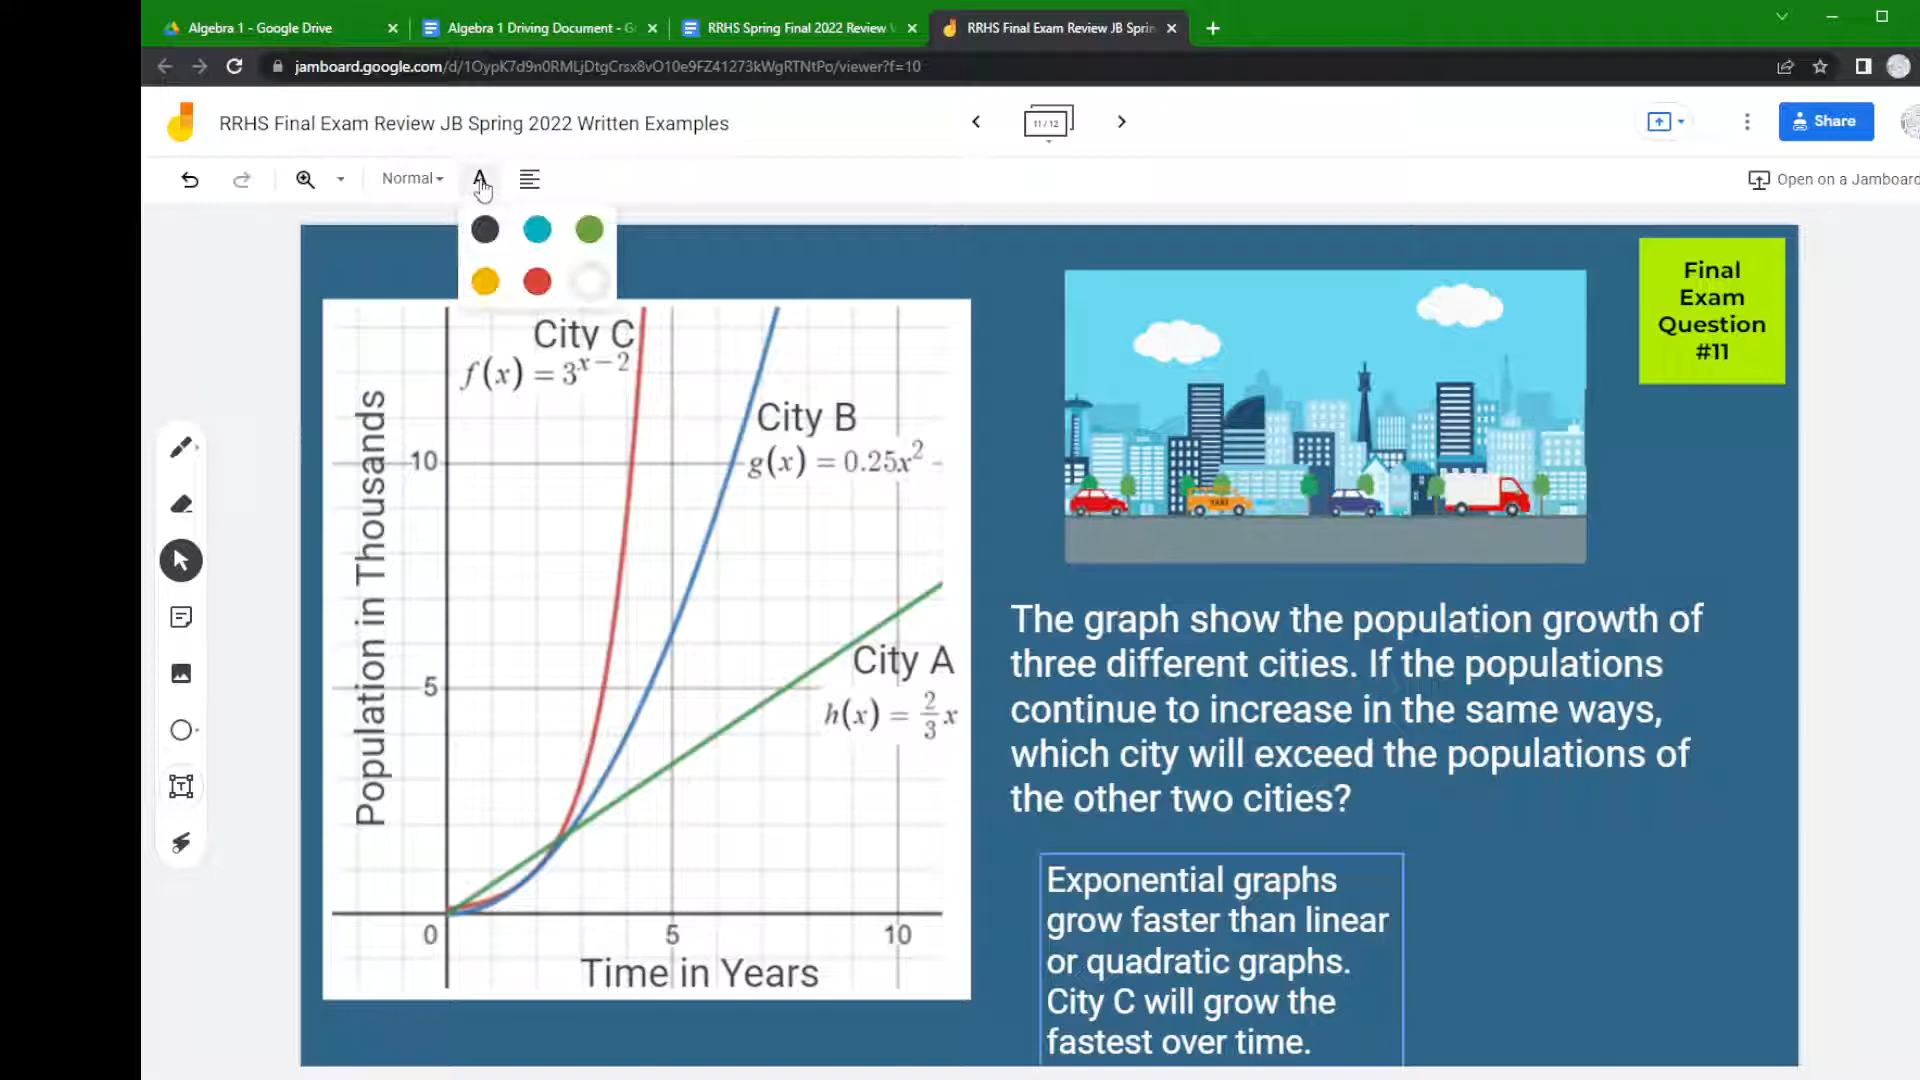 Algebra 1 - Google Drive
Algebra 1 Driving Document - G
RRHS Spring Final 2022 Review
RRHS Final Exam Review JB Sprin
jamboard.google.com/d/1OypK7d9n0RMLjDtgCrsx8vO10e9FZ41273kWgRTNtPo/viewer?f=10
RRHS Final Exam Review JB Spring 2022 Written Examples
11 / 12
Share
Normal
A
Open on a Jamboard
Final
Exam
Question
#11
City C
f(x) = 3^{x−2}
City B
g(x) = 0.25x²
City A
h(x) = 2/3 x
Population in Thousands
10
5
0
5
10
Time in Years
TAXI
The graph show the population growth of
three different cities. If the populations
continue to increase in the same ways,
which city will exceed the populations of
the other two cities?
Exponential graphs
grow faster than linear
or quadratic graphs.
City C will grow the
fastest over time.